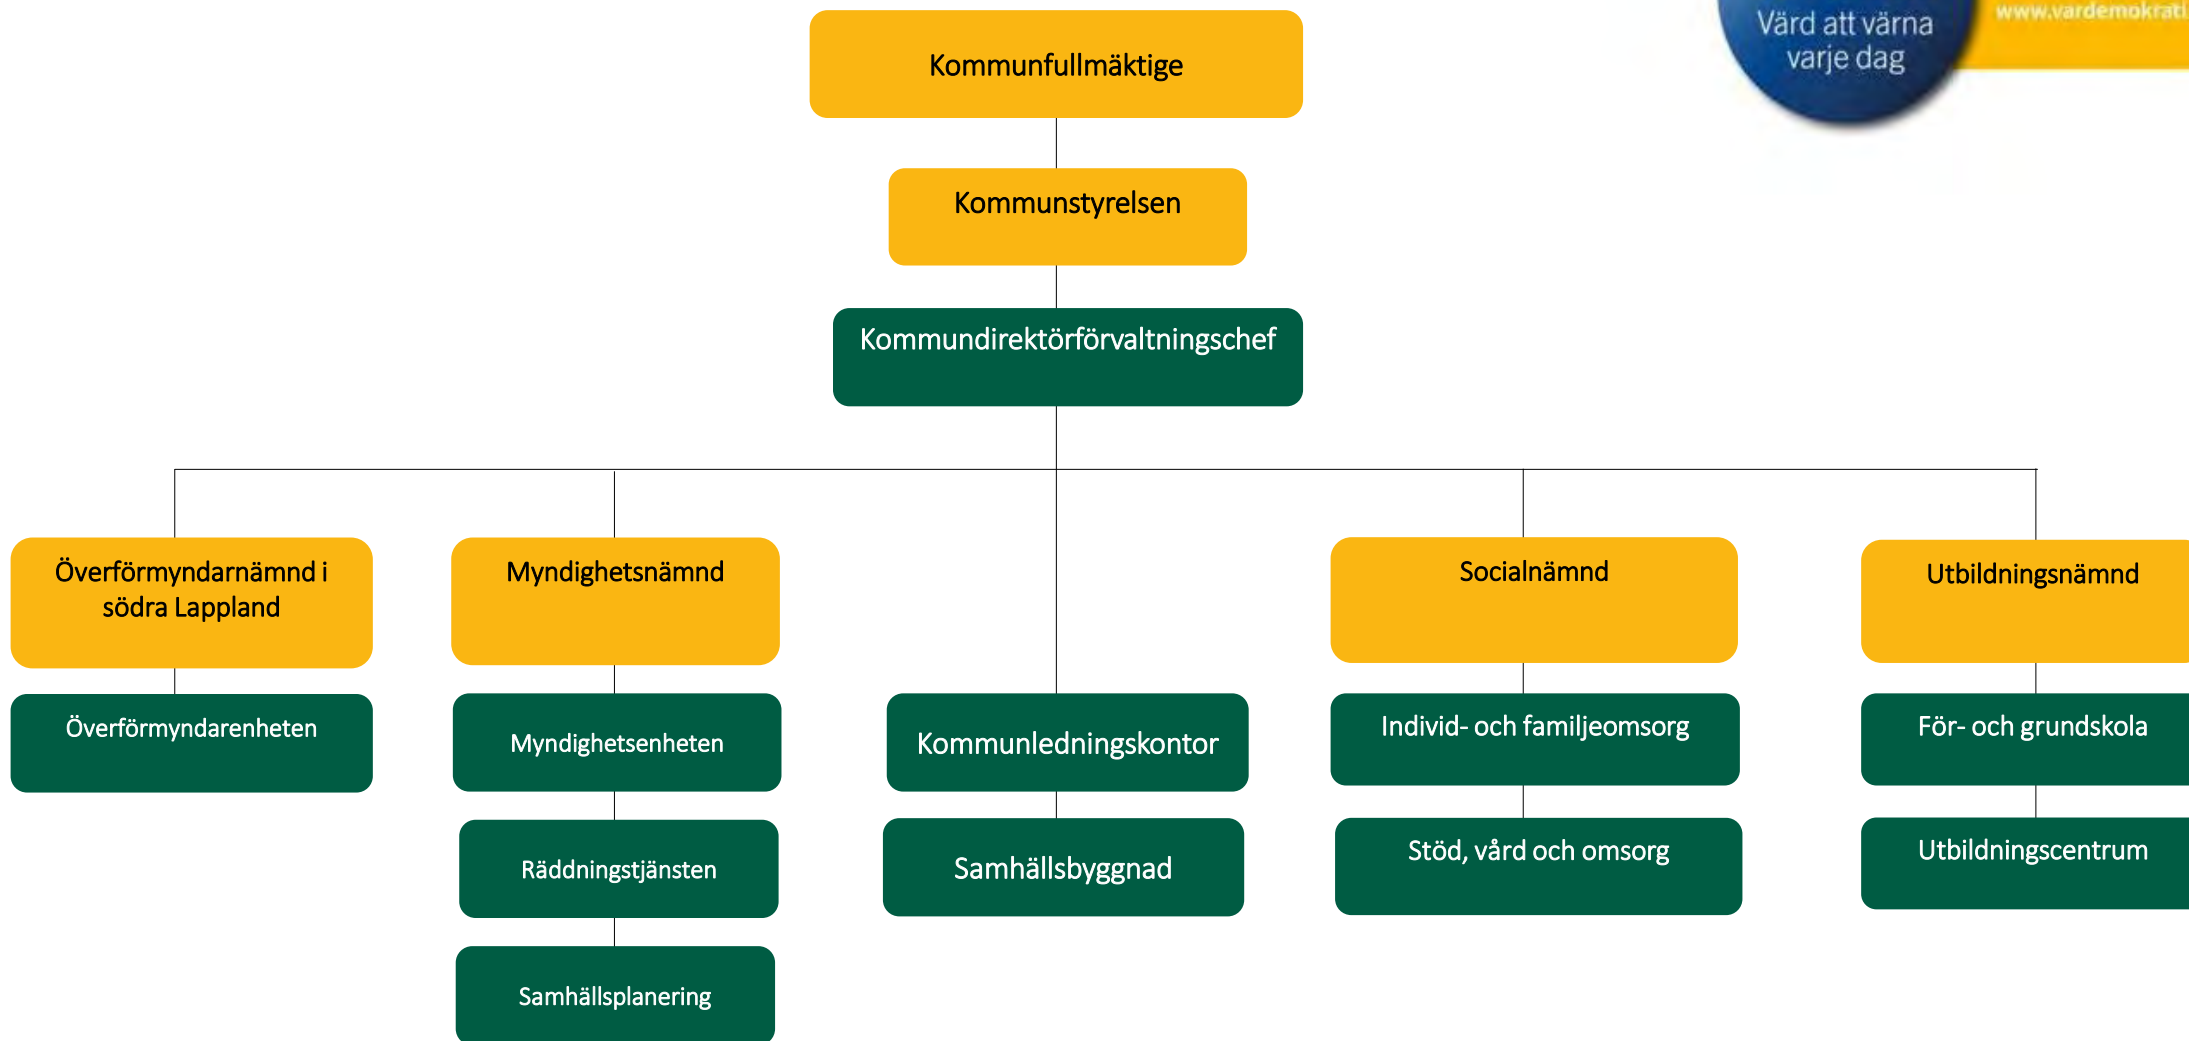 Värd att värna
varje dag
www.vardemokrati
Kommunfullmäktige
Kommunstyrelsen
Kommundirektörförvaltningschef
Överförmyndarnämnd i
södra Lappland
Myndighetsnämnd
Socialnämnd
Utbildningsnämnd
Överförmyndarenheten
Myndighetsenheten
Kommunledningskontor
Individ- och familjeomsorg
För- och grundskola
Räddningstjänsten
Samhällsbyggnad
Stöd, vård och omsorg
Utbildningscentrum
Samhällsplanering